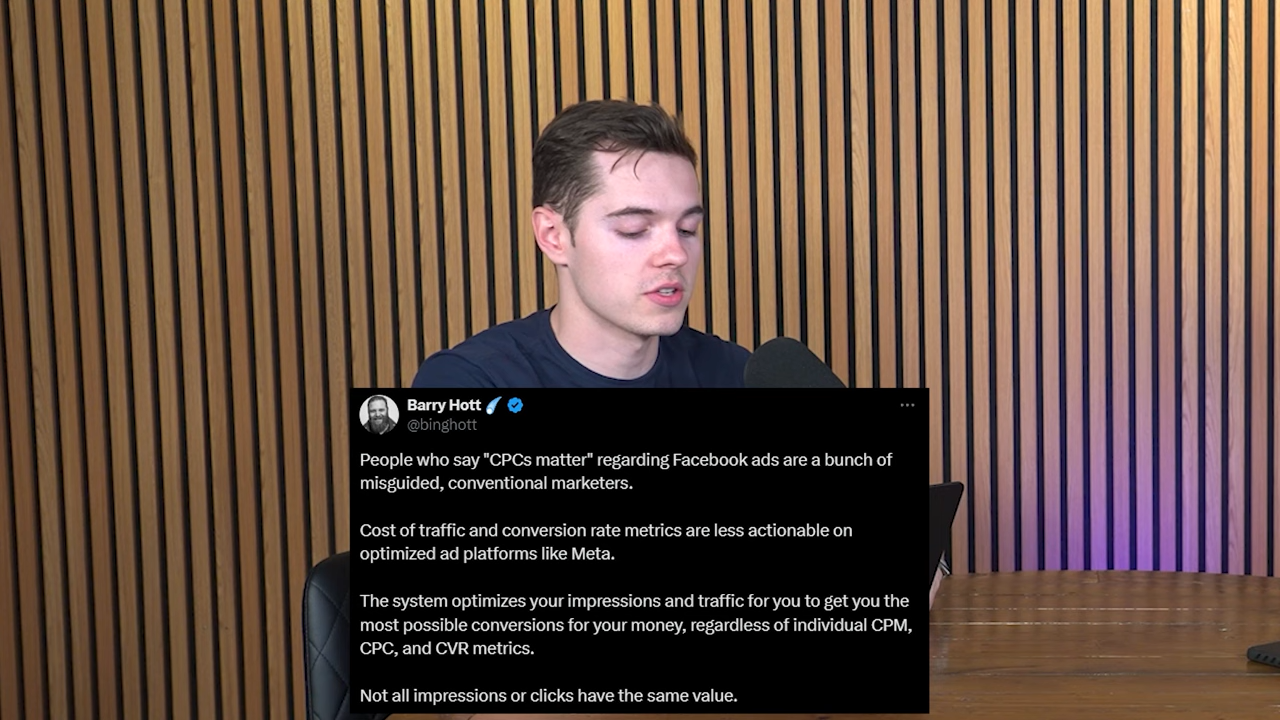 Barry Hott
@binghott
People who say "CPCs matter" regarding Facebook ads are a bunch of
misguided, conventional marketers.
Cost of traffic and conversion rate metrics are less actionable on
optimized ad platforms like Meta.
The system optimizes your impressions and traffic for you to get you the
most possible conversions for your money, regardless of individual CPM,
CPC, and CVR metrics.
Not all impressions or clicks have the same value.